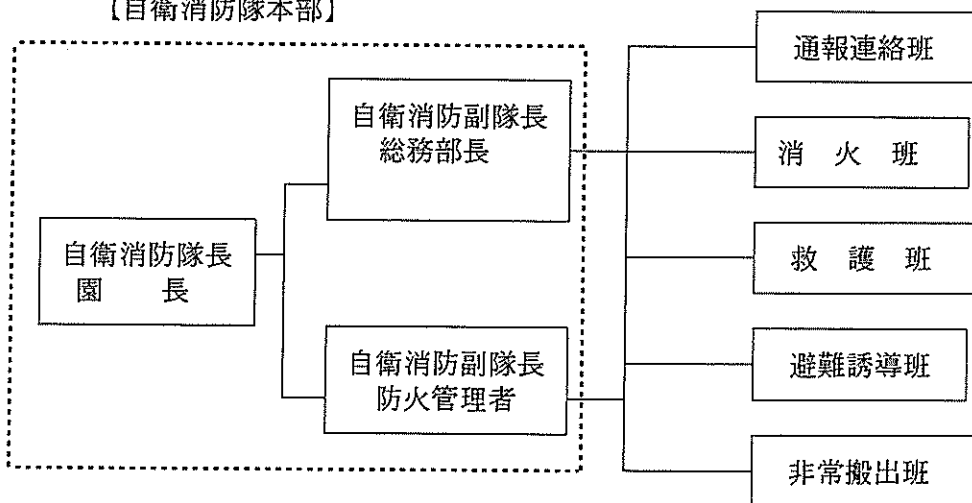 【自衛消防隊本部】
自衛消防隊長
園　　長
自衛消防副隊長
総務部長
自衛消防副隊長
防火管理者
通報連絡班
消　火　班
救　護　班
避難誘導班
非常搬出班